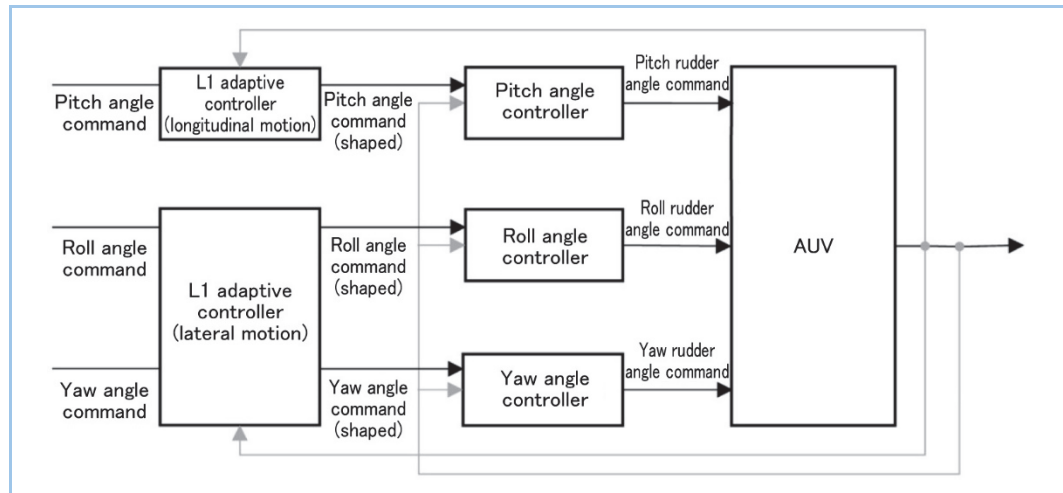 Pitch angle
command
L1 adaptive
controller
(longitudinal motion)
Pitch angle
command
(shaped)
Pitch angle
controller
Pitch rudder
angle command
Roll angle
command
Yaw angle
command
L1 adaptive
controller
(lateral motion)
Roll angle
command
(shaped)
Roll angle
controller
Roll rudder
angle command
Yaw angle
command
(shaped)
Yaw angle
controller
Yaw rudder
angle command
AUV